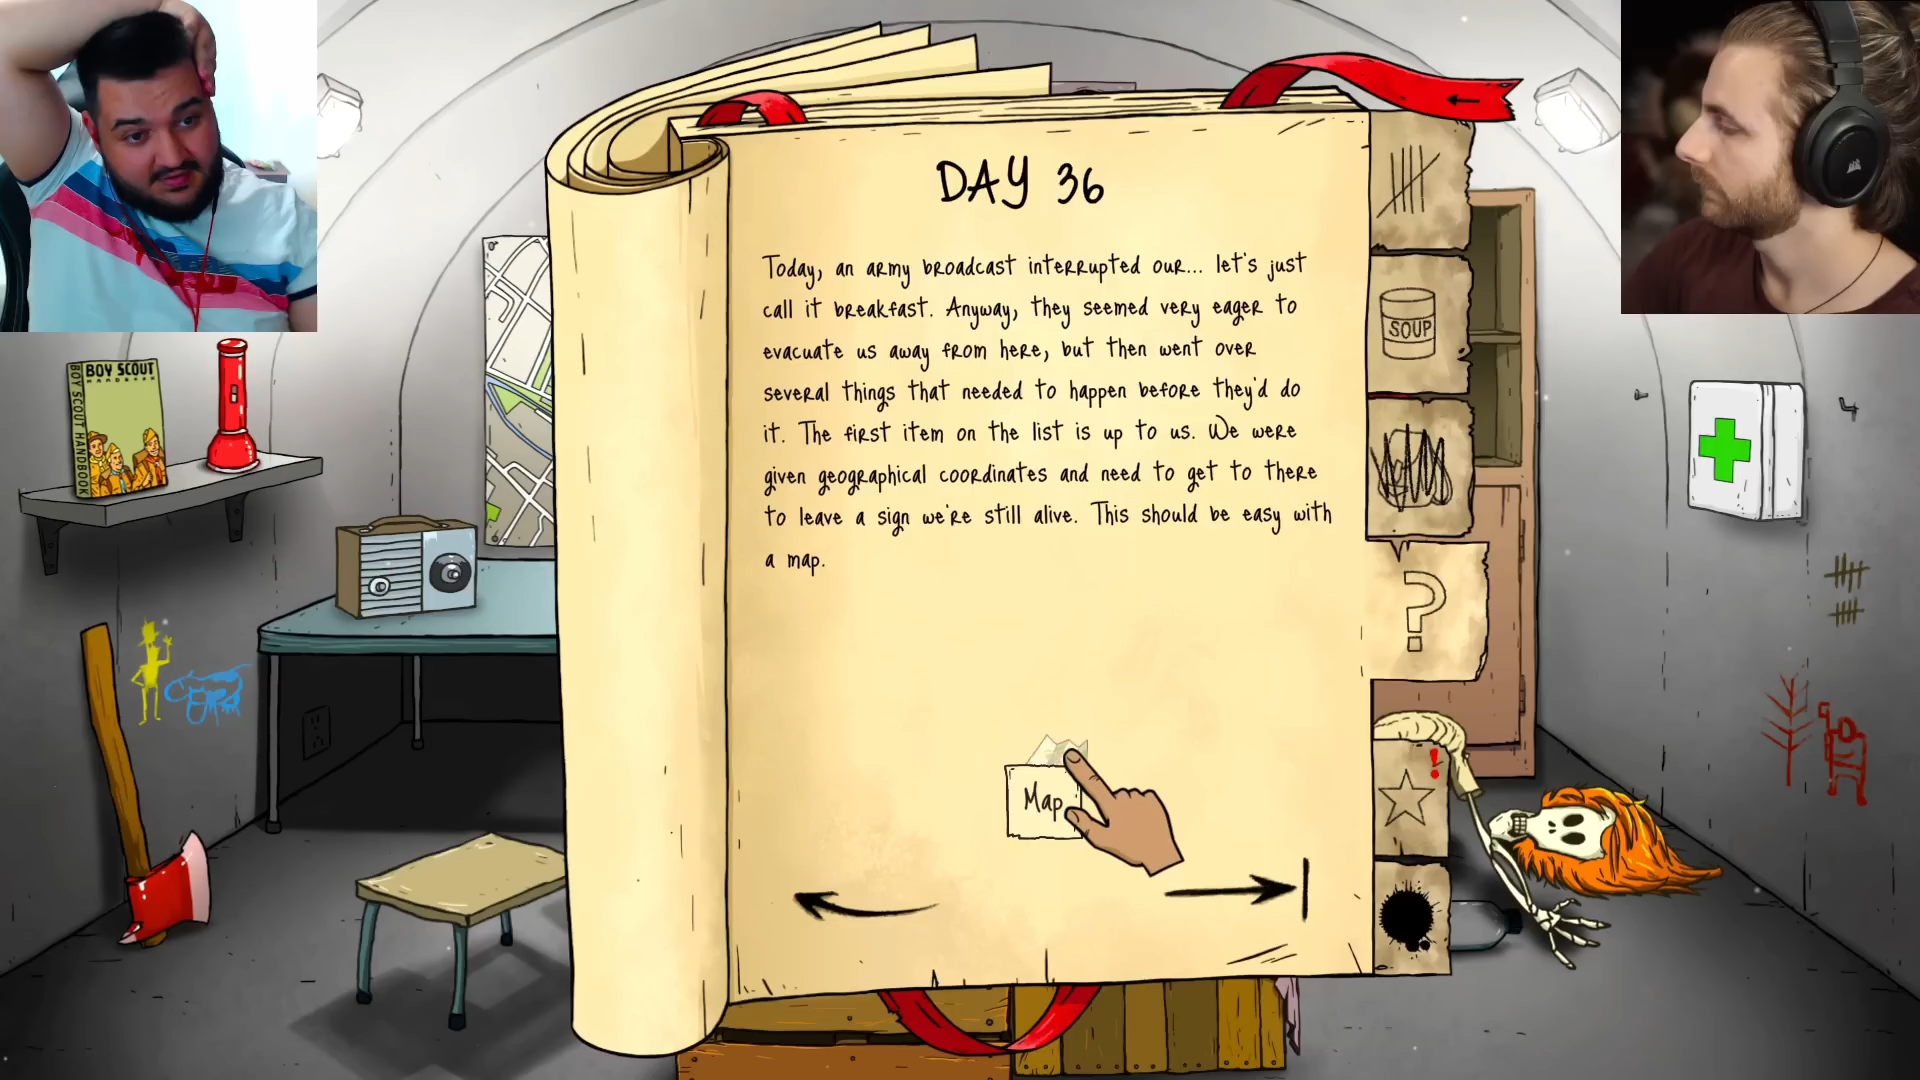 DAY 36
Today, an army broadcast interrupted our... let's just
call it breakfast. Anyway, they seemed very eager to
evacuate us away from here, but then went over
several things that needed to happen before they'd do
it. The first item on the list is up to us. We were
given geographical coordinates and need to get to there
to leave a sign we're still alive. This should be easy with
a map.
Map
SOUP
!
?
BOY SCOUT
HANDBOOK
BOY SCOUT HANDBOOK